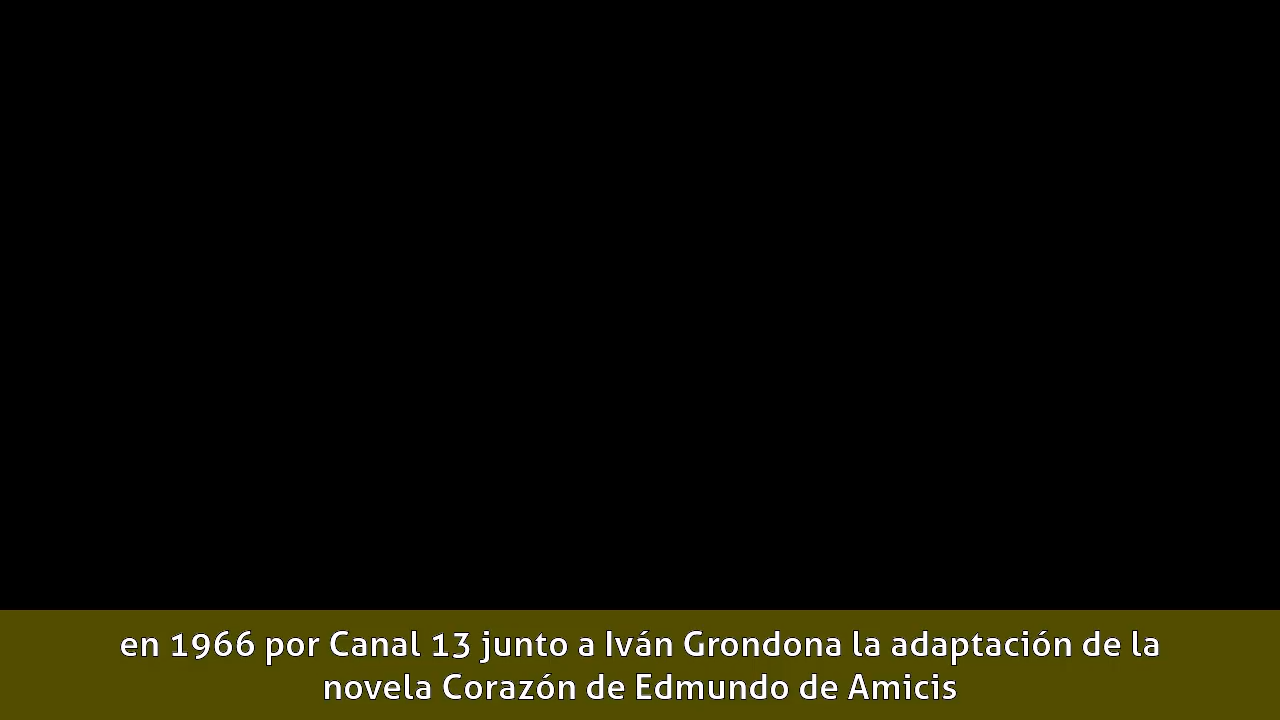 en 1966 por Canal 13 junto a Iván Grondona la adaptación de la
novela Corazón de Edmundo de Amicis